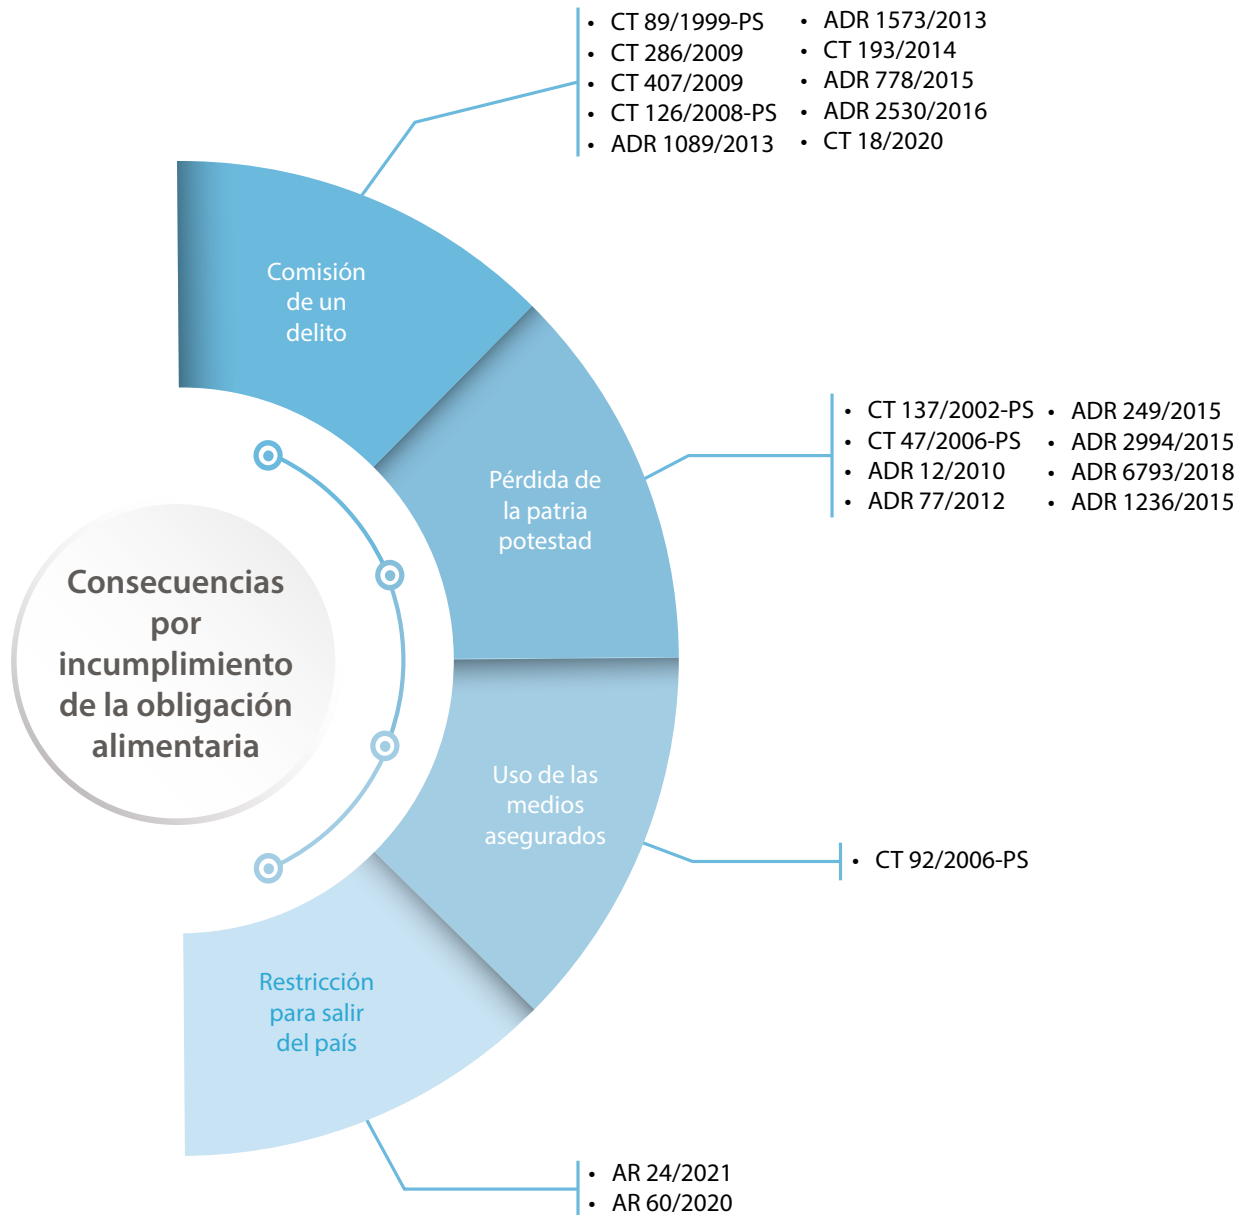 Consecuencias
por
incumplimiento
de la obligación
alimentaria
Comisión
de un
delito
• CT 89/1999-PS
• CT 286/2009
• CT 407/2009
• CT 126/2008-PS
• ADR 1089/2013
• ADR 1573/2013
• CT 193/2014
• ADR 778/2015
• ADR 2530/2016
• CT 18/2020
Pérdida de
la patria
potestad
• CT 137/2002-PS
• CT 47/2006-PS
• ADR 12/2010
• ADR 77/2012
• ADR 249/2015
• ADR 2994/2015
• ADR 6793/2018
• ADR 1236/2015
Uso de las
medios
asegurados
• CT 92/2006-PS
Restricción
para salir
del país
• AR 24/2021
• AR 60/2020